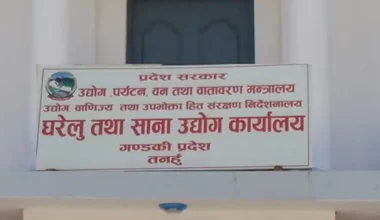 प्रदेश सरकार
उद्योग, पर्यटन, वन तथा वातावरण मन्त्रालय
उद्योग, वाणिज्य तथा उपभोक्ता हित संरक्षण निर्देशनालय
घरेलु तथा साना उद्योग कार्यालय
गण्डकी प्रदेश
तनहुँ